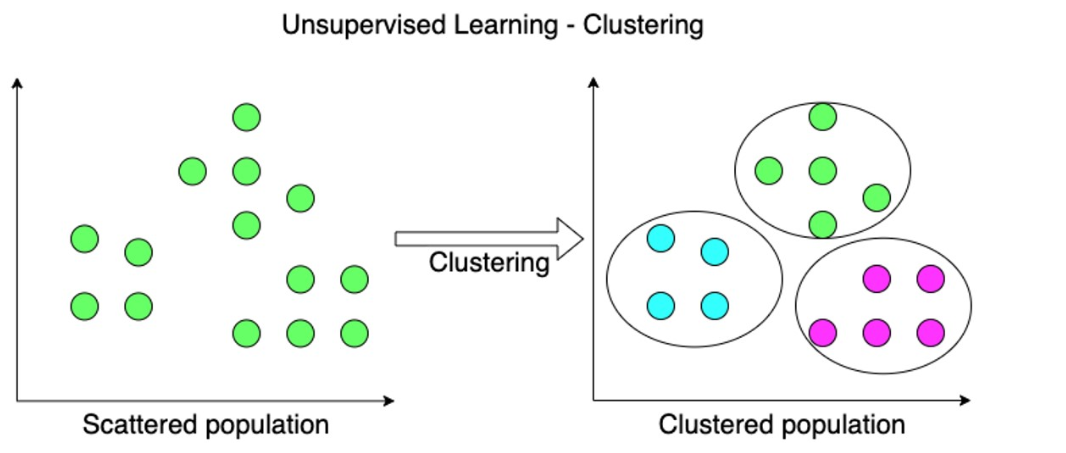 Unsupervised Learning - Clustering
Clustering
Scattered population
Clustered population